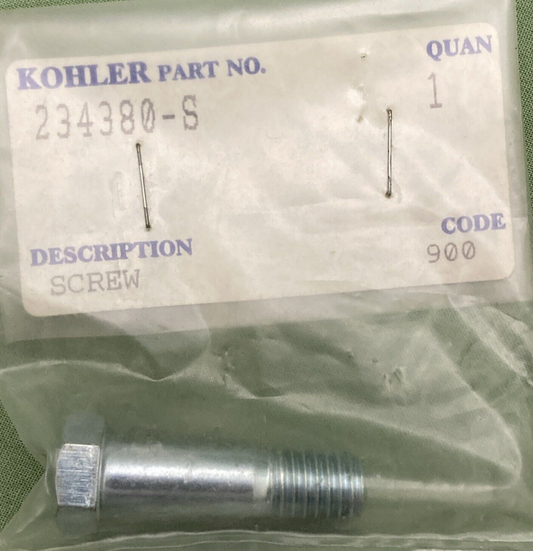 KOHLER PART NO.
QUAN
234380-S
1
DESCRIPTION
CODE
SCREW
900